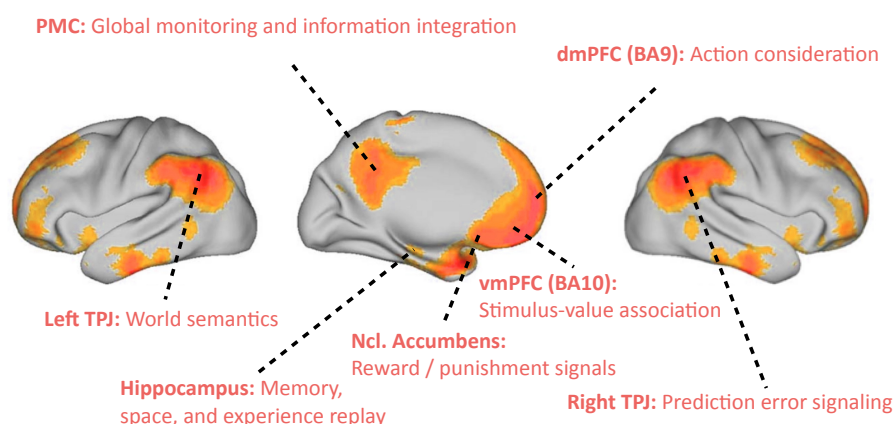 PMC: Global monitoring and information integration
dmPFC (BA9): Action consideration
vmPFC (BA10):
Stimulus-value association
Left TPJ: World semantics
Ncl. Accumbens:
Reward / punishment signals
Hippocampus: Memory,
space, and experience replay
Right TPJ: Prediction error signaling